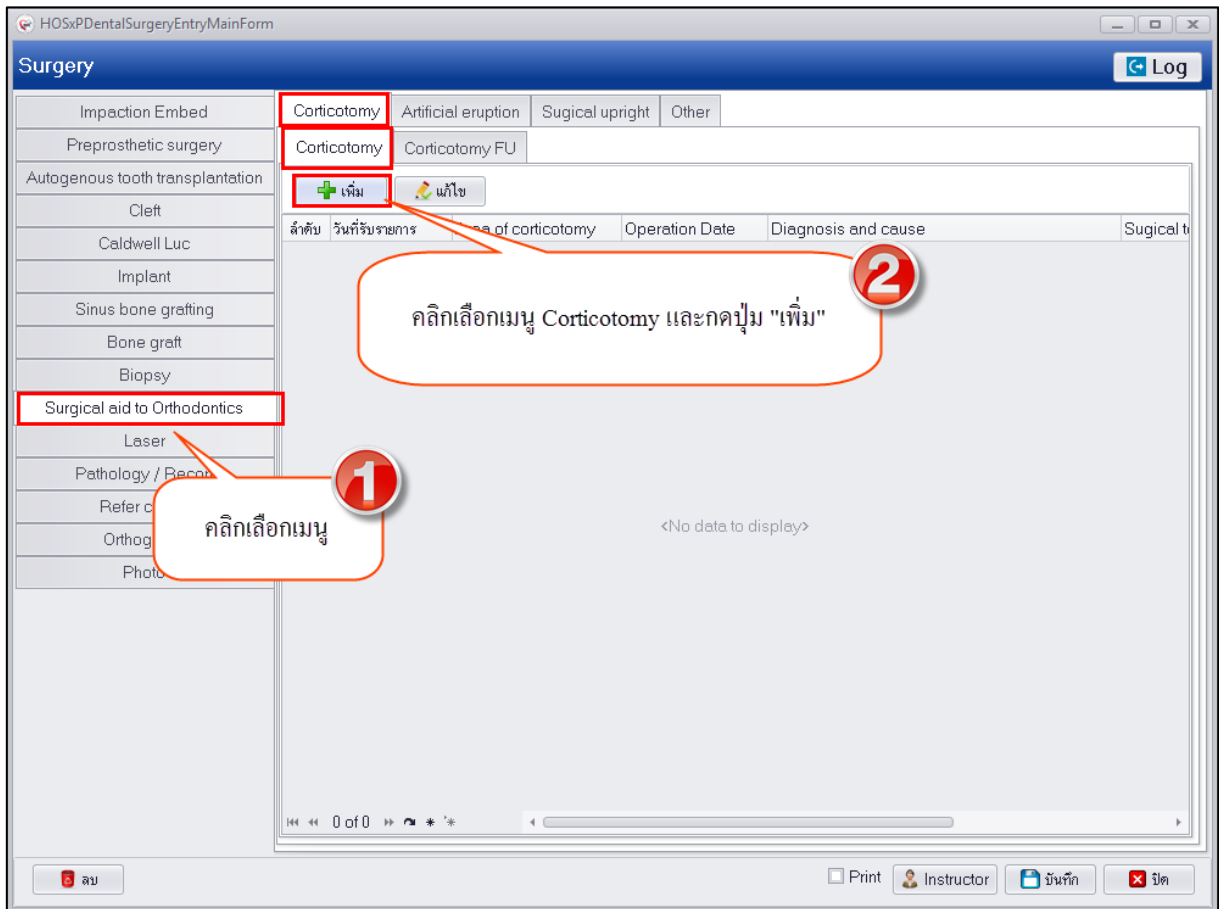 HOSxPDentalSurgeryEntryMainForm
Surgery
Log
Impaction Embed
Preprosthetic surgery
Autogenous tooth transplantation
Cleft
Caldwell Luc
Implant
Sinus bone grafting
Bone graft
Biopsy
Surgical aid to Orthodontics
Laser
Pathology / Recon
Refer c
Orthog
Photo
Corticotomy Artificial eruption Sugical upright Other
Corticotomy Corticotomy FU
เพิ่ม แก้ไข
ลำดับ วันที่รับรายการ of corticotomy Operation Date Diagnosis and cause Sugical t
2
คลิกเลือกเมนู Corticotomy และกดปุ่ม "เพิ่ม"
1
คลิกเลือกเมนู
<No data to display>
0 of 0
ลบ Print Instructor บันทึก ปิด